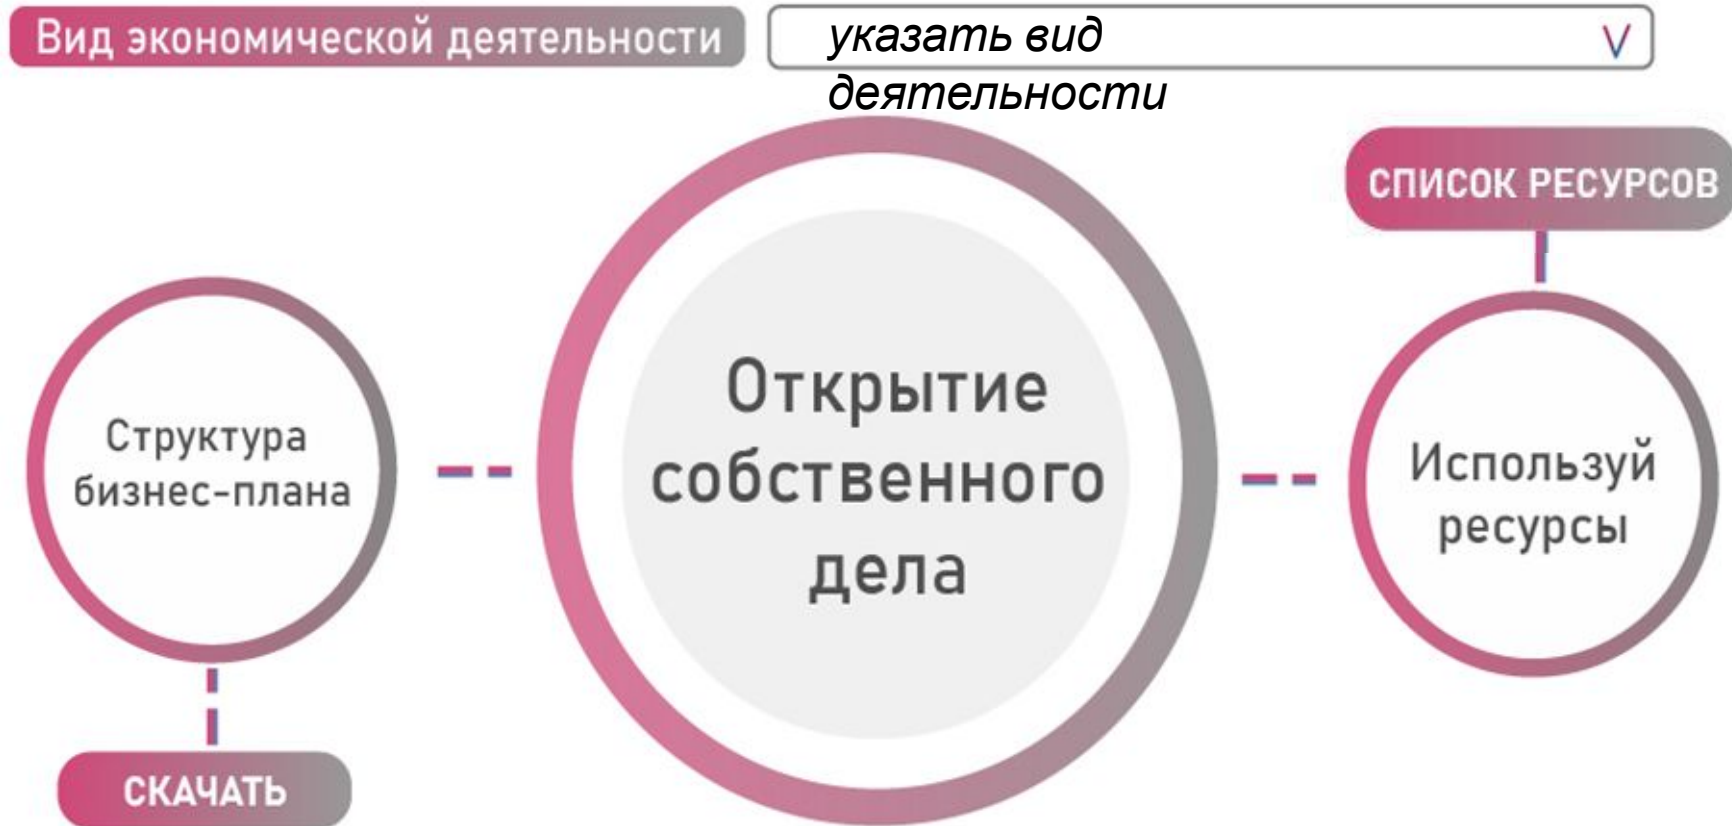 Вид экономической деятельности
указать вид
деятельности
V
СПИСОК РЕСУРСОВ
Структура
бизнес-плана
СКАЧАТЬ
Открытие
собственного
дела
Используй
ресурсы